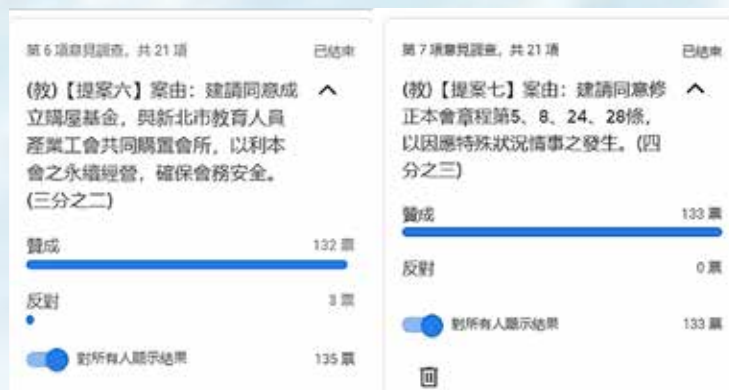 第 6 項意見調查，共 21 項
已結束
(教)【提案六】案由：建請同意成
立購屋基金，與新北市教育人員
產業工會共同購置會所，以利本
會之永續經營，確保會務安全。
(三分之二)
贊成
132 票
反對
3 票
對所有人顯示結果
135 票
第 7 項意見調查，共 21 項
已結束
(教)【提案七】案由：建請同意修
正本會章程第5、8、24、28條，
以因應特殊狀況情事之發生。(四
分之三)
贊成
133 票
反對
0 票
對所有人顯示結果
133 票